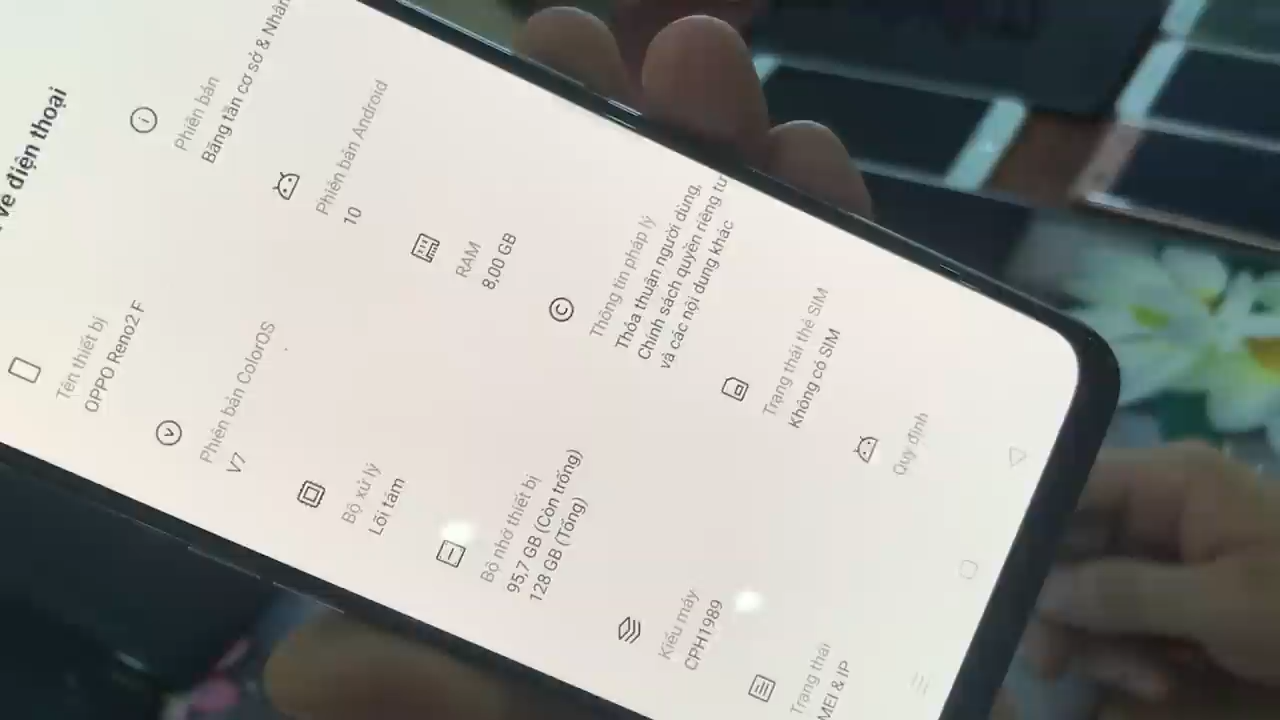 Về điện thoại
Tên thiết bị
OPPO Reno2 F
Phiên bản
Băng tần cơ sở & Nhân
Phiên bản ColorOS
V7
Phiên bản Android
10
Bộ xử lý
Lõi tám
RAM
8,00 GB
Bộ nhớ thiết bị
95,7 GB (Còn trống)
128 GB (Tổng)
Thông tin pháp lý
Thỏa thuận người dùng,
Chính sách quyền riêng tư
và các nội dung khác
Kiểu máy
CPH1989
Trạng thái thẻ SIM
Không có SIM
Trạng thái
IMEI & IP
Quy định